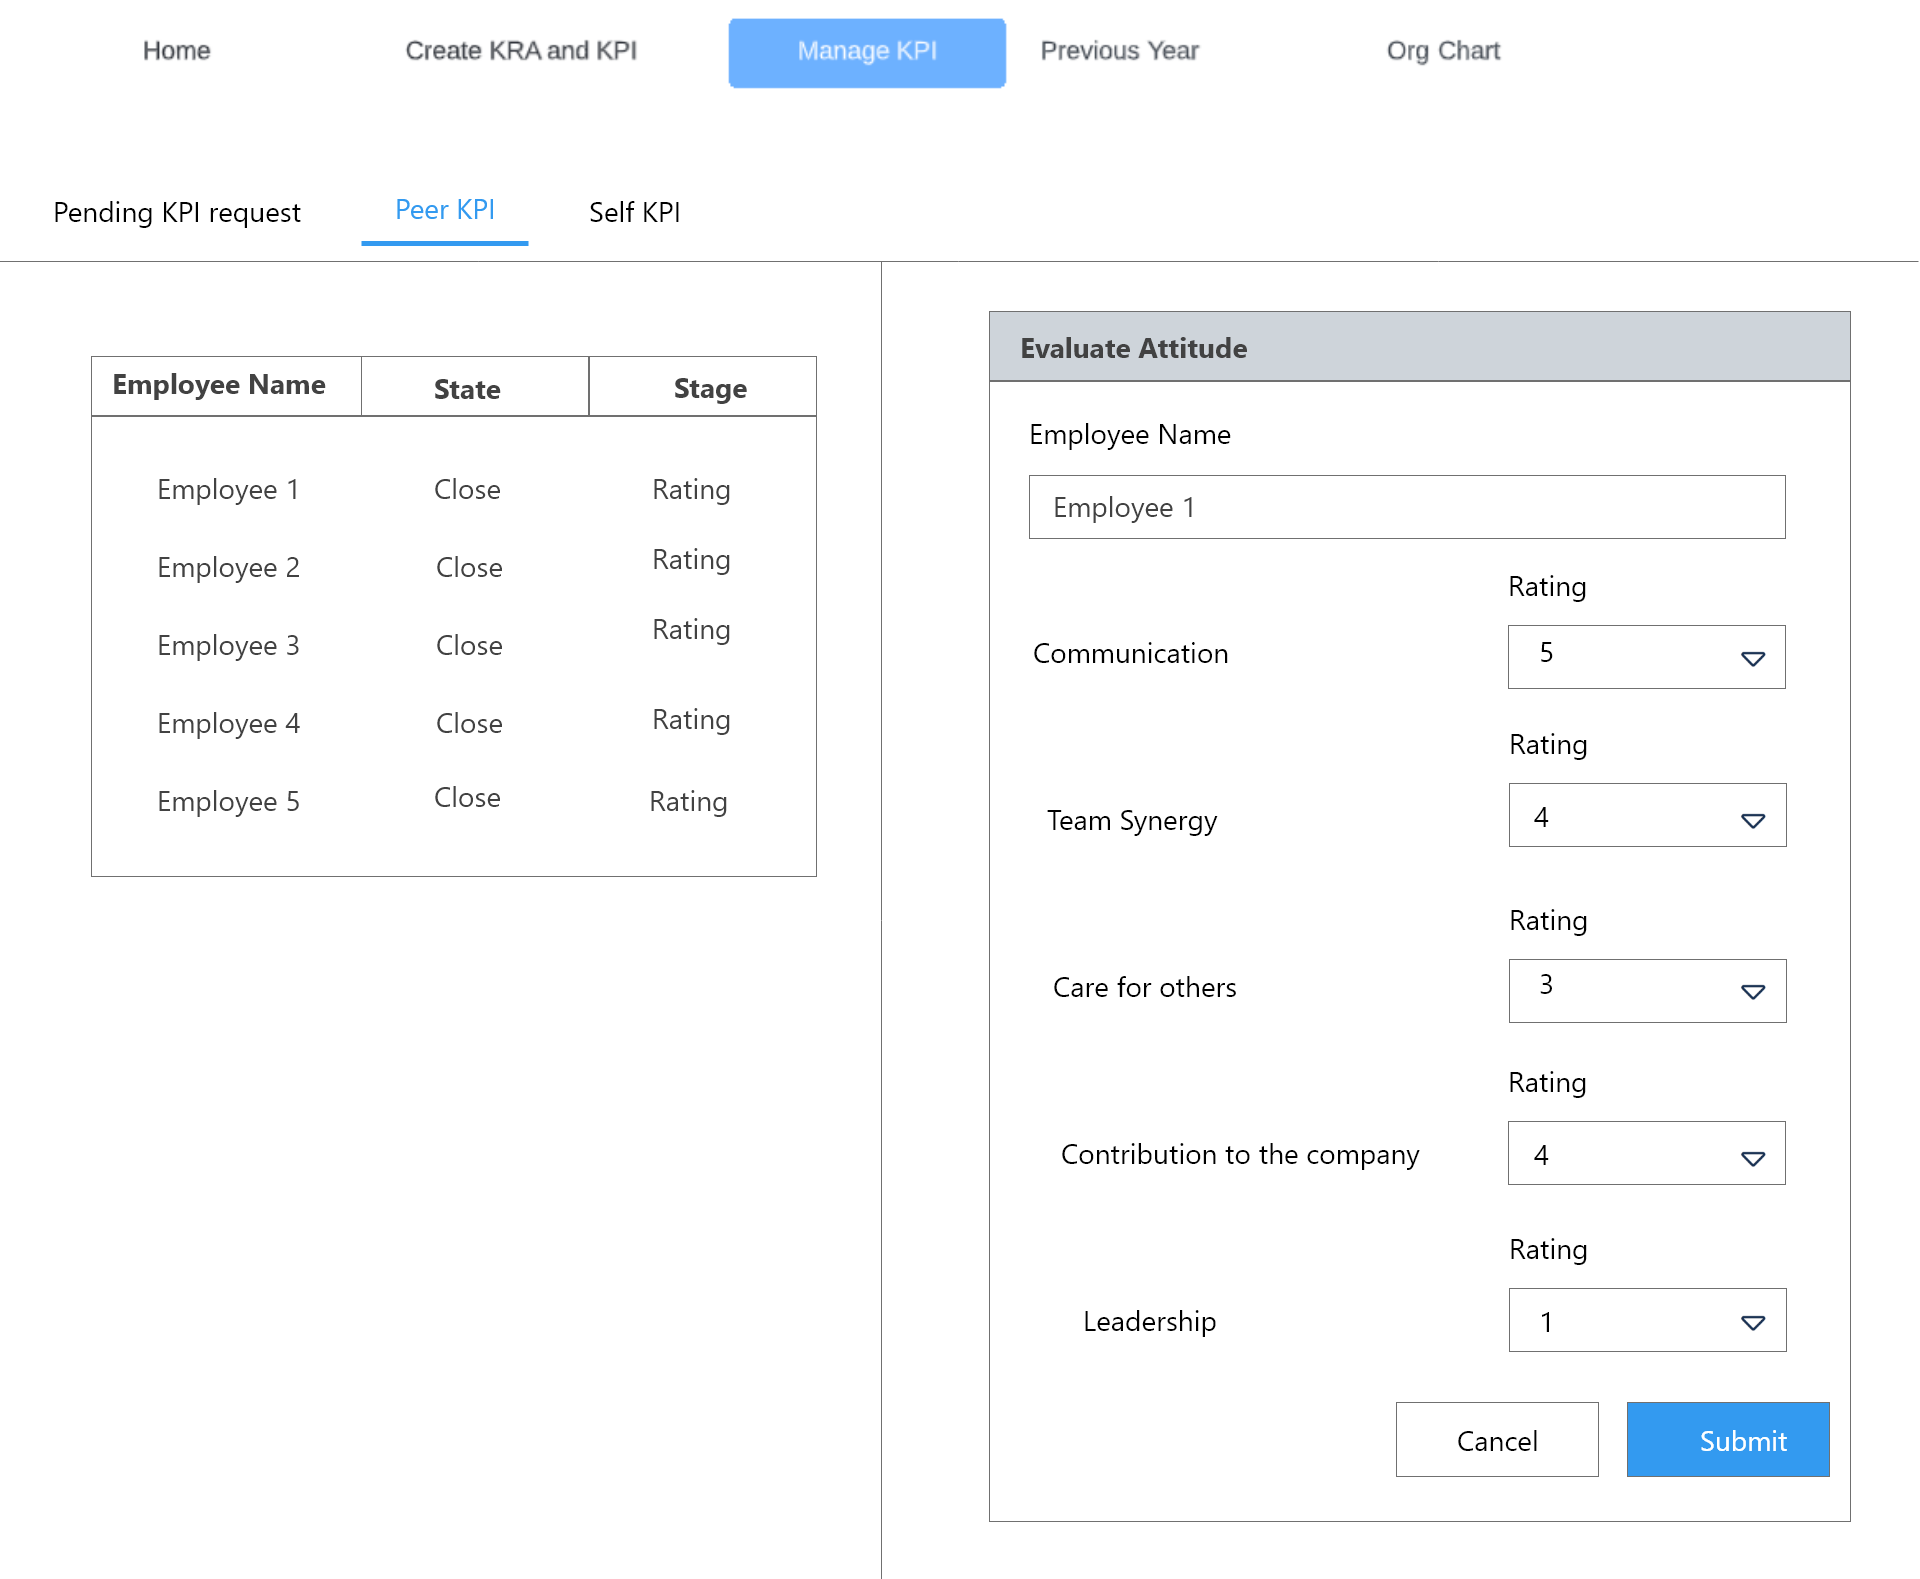 Home Create KRA and KPI Manage KPI Previous Year Org Chart
Pending KPI request Peer KPI Self KPI
Employee Name State Stage
Employee 1 Close Rating
Employee 2 Close Rating
Employee 3 Close Rating
Employee 4 Close Rating
Employee 5 Close Rating
Evaluate Attitude
Employee Name
Employee 1
Rating
Communication 5
Rating
Team Synergy 4
Rating
Care for others 3
Rating
Contribution to the company 4
Rating
Leadership 1
Cancel Submit